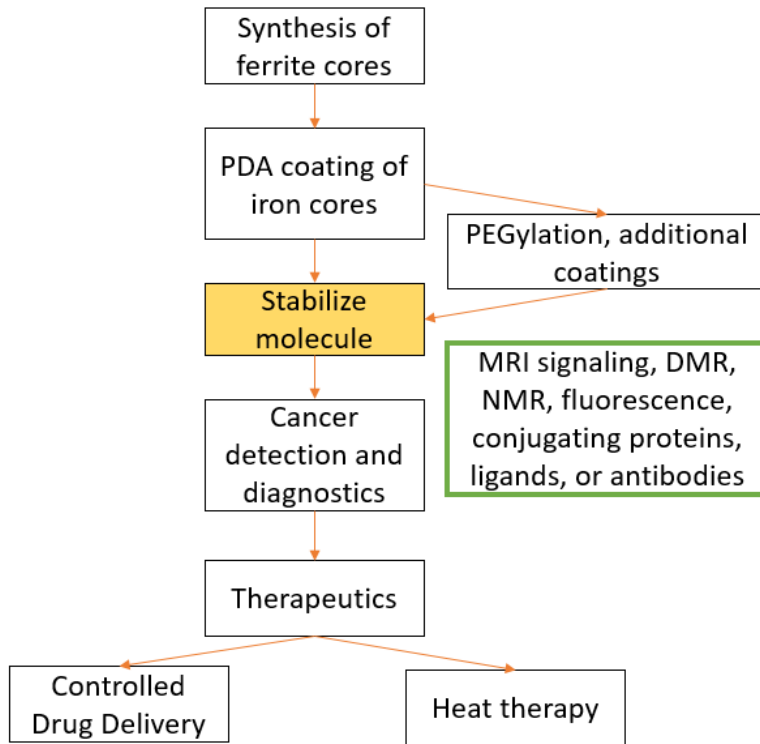 Synthesis of
ferrite cores
PDA coating of
iron cores
PEGylation, additional
coatings
Stabilize
molecule
MRI signaling, DMR,
NMR, fluorescence,
conjugating proteins,
ligands, or antibodies
Cancer
detection and
diagnostics
Therapeutics
Controlled
Drug Delivery
Heat therapy